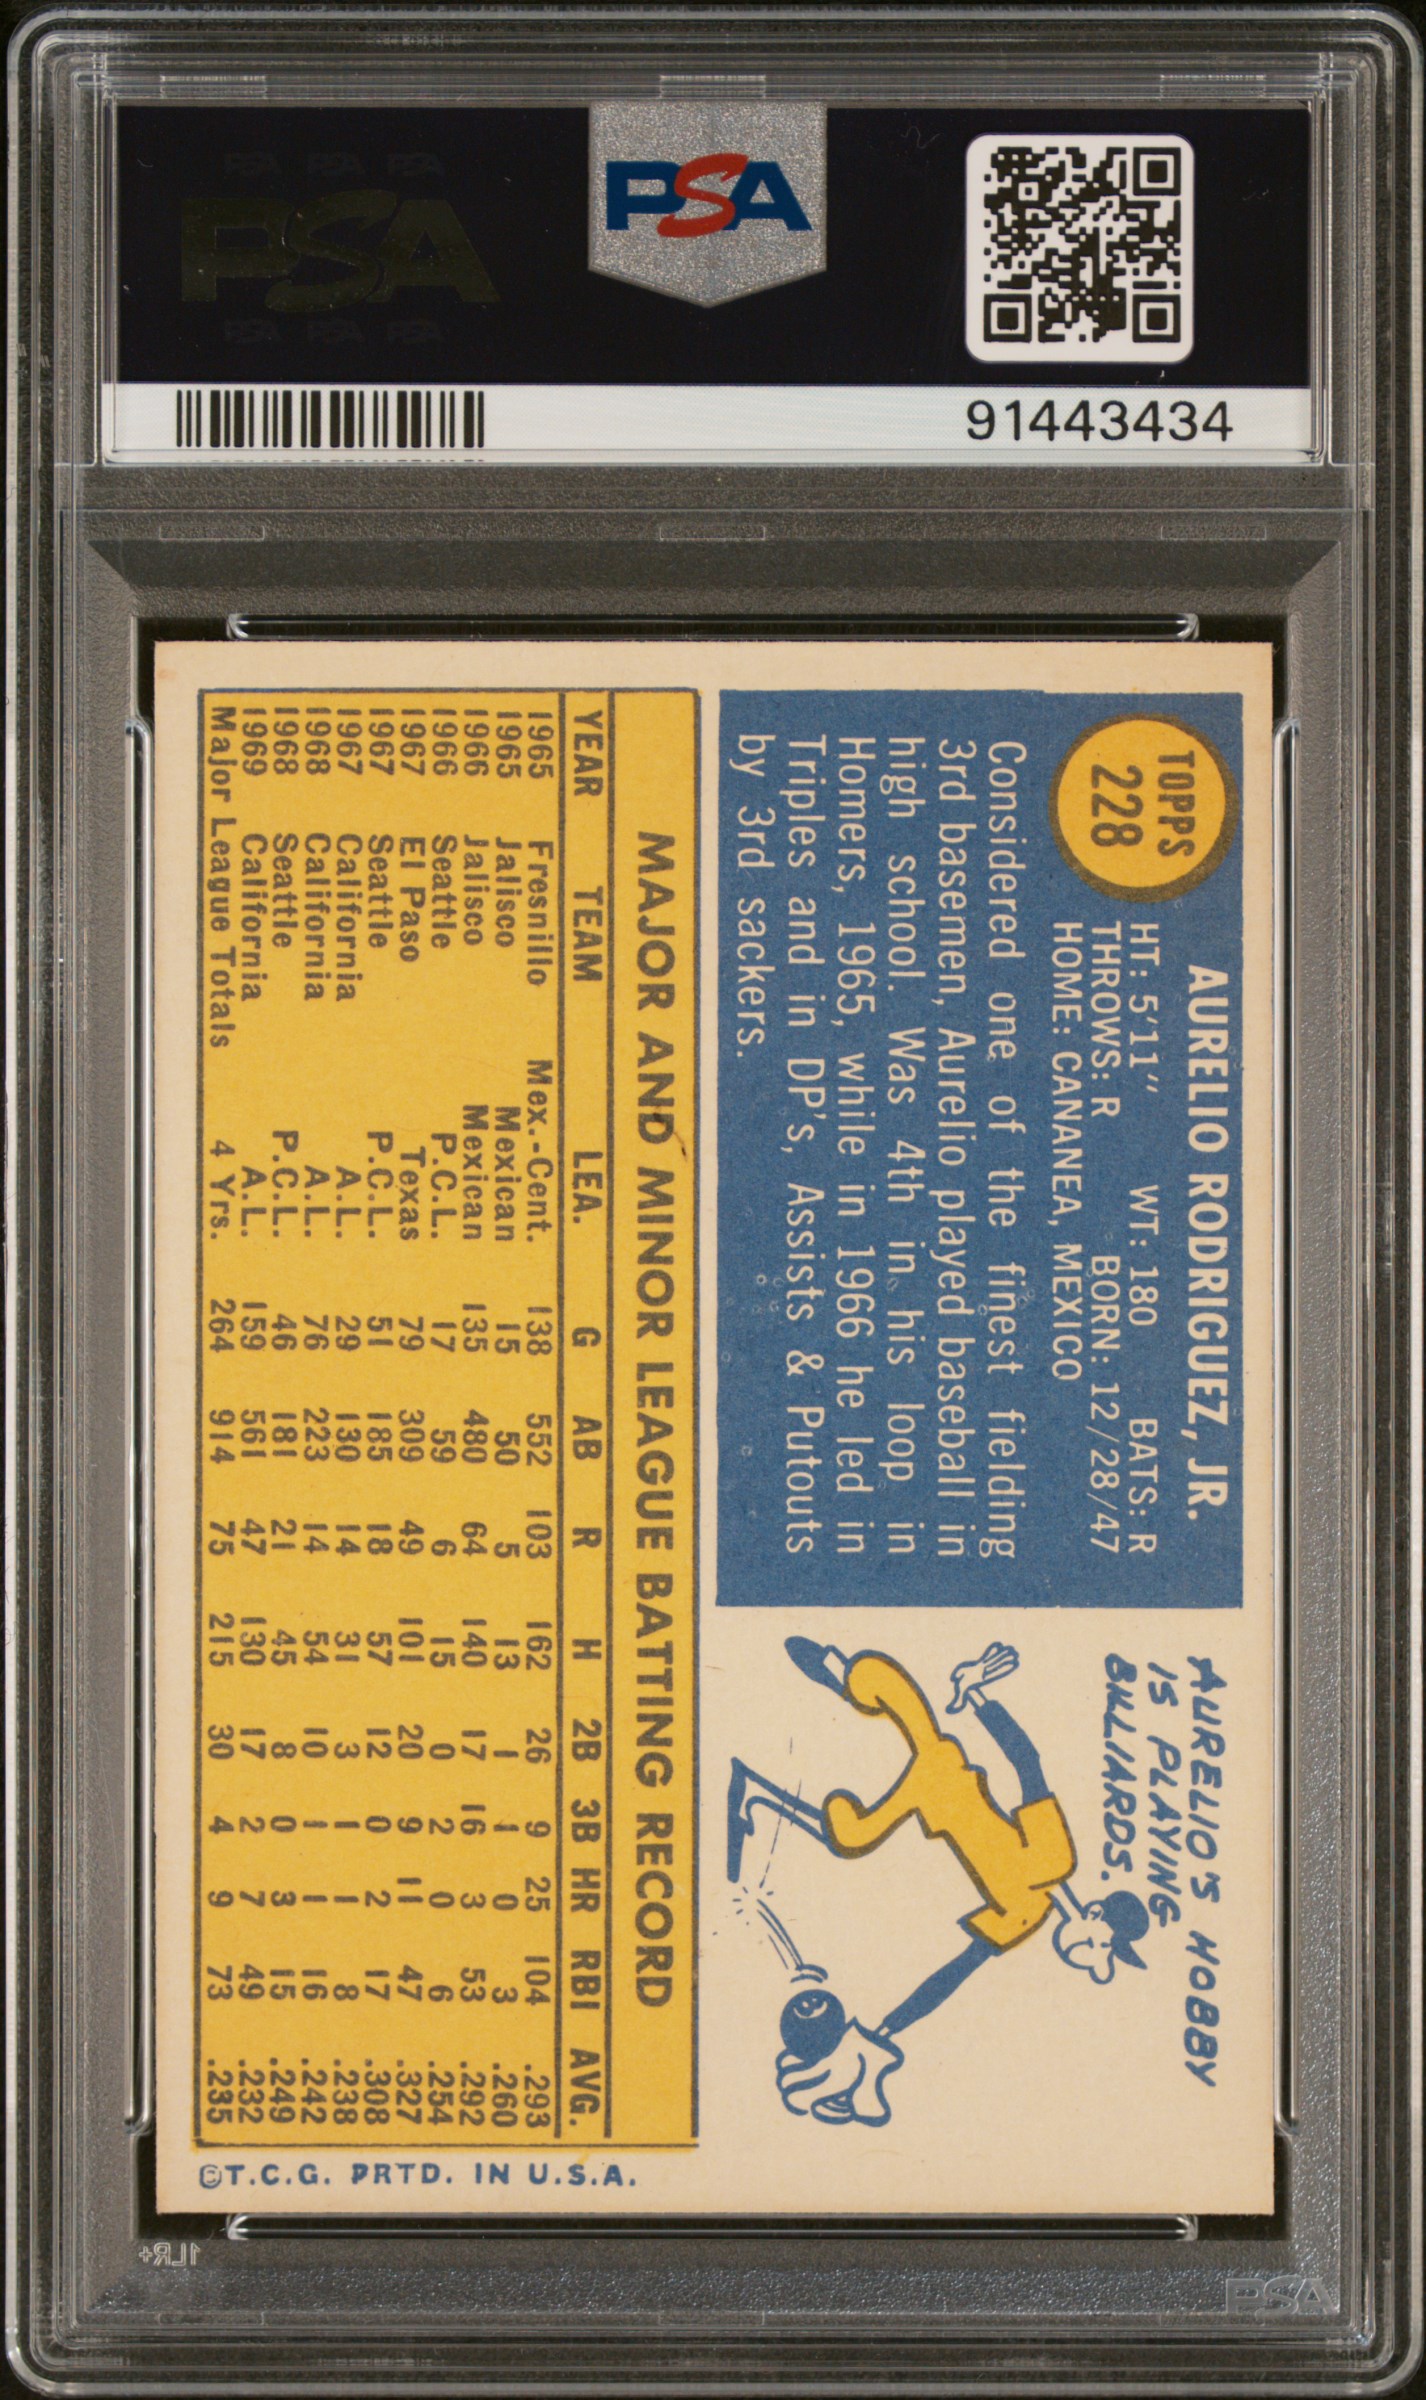 PSA PSA PSA
PSA
PSA PSA PSA
PSA
91443434
TOPPS
228
AURELIO RODRIGUEZ, JR.
HT: 5'11" WT: 180 BATS: R
THROWS: R BORN: 12/28/47
HOME: CANANEA, MEXICO
Considered one of the finest fielding
3rd basemen, Aurelio played baseball in
high school. Was 4th in his loop in
Homers, 1965, while in 1966 he led in
Triples and in DP's, Assists & Putouts
by 3rd sackers.
AURELIO'S HOBBY
IS PLAYING
BILLIARDS.
MAJOR AND MINOR LEAGUE BATTING RECORD
YEAR TEAM LEA. G AB R H 2B 3B HR RBI AVG.
1965 Fresnillo Mex.-Cent. 138 552 103 162 26 9 25 104 .293
1965 Jalisco Mexican 15 50 5 13 1 1 0 3 .260
1966 Jalisco Mexican 135 480 64 140 17 16 3 53 .292
1966 Seattle P.C.L. 17 59 6 15 0 2 0 6 .254
1967 El Paso Texas 79 309 49 101 20 9 11 47 .327
1967 Seattle P.C.L. 51 185 18 57 12 0 2 17 .308
1967 California A.L. 29 130 14 31 3 1 1 8 .238
1968 California A.L. 76 223 14 54 10 1 1 16 .242
1968 Seattle P.C.L. 46 181 21 45 8 0 3 15 .249
1969 California A.L. 159 561 47 130 17 2 7 49 .232
Major League Totals 4 Yrs. 264 914 75 215 30 4 9 73 .235
©T.C.G. PRTD. IN U.S.A.
1LR+
PSA